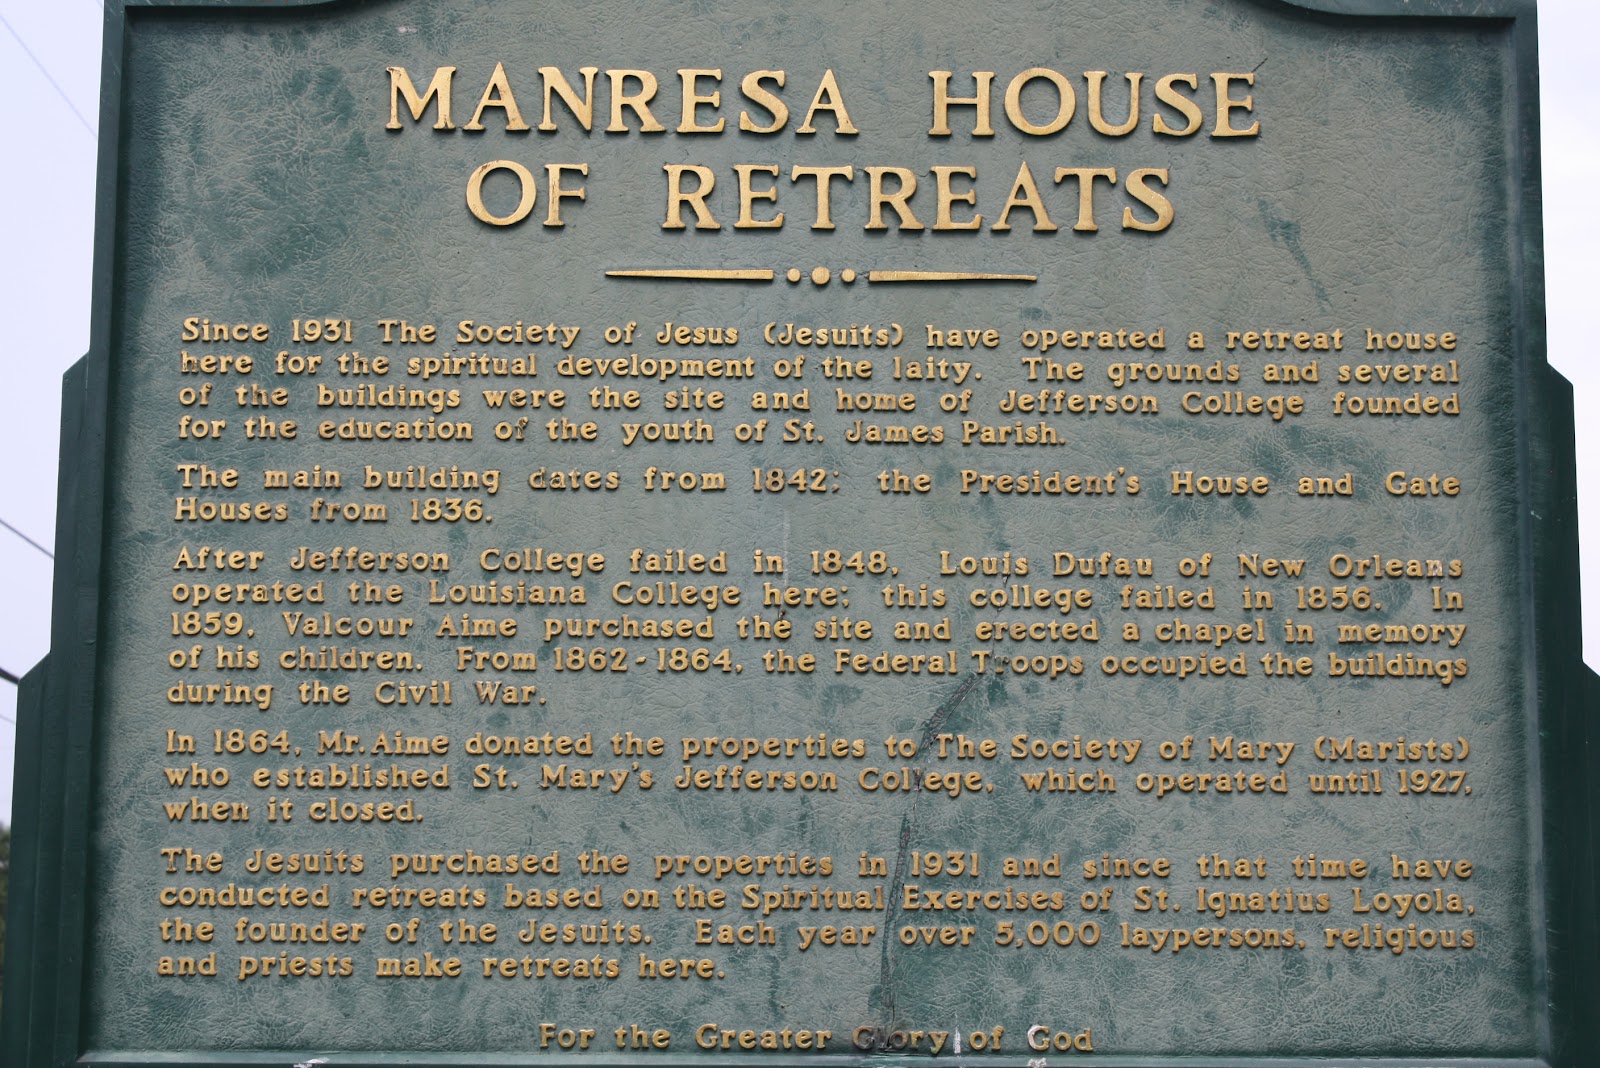 MANRESA HOUSE
OF RETREATS
Since 1931 The Society of Jesus (Jesuits) have operated a retreat house
here for the spiritual development of the laity. The grounds and several
of the buildings were the site and home of Jefferson College founded
for the education of the youth of St. James Parish.
The main building dates from 1842; the President's House and Gate
Houses from 1836.
After Jefferson College failed in 1848, Louis Dufau of New Orleans
operated the Louisiana College here; this college failed in 1856. In
1859, Valcour Aime purchased the site and erected a chapel in memory
of his children. From 1862-1864, the Federal Troops occupied the buildings
during the Civil War.
In 1864, Mr. Aime donated the properties to The Society of Mary (Marists)
who established St. Mary's Jefferson College, which operated until 1927,
when it closed.
The Jesuits purchased the properties in 1931 and since that time have
conducted retreats based on the Spiritual Exercises of St. Ignatius Loyola,
the founder of the Jesuits. Each year over 5,000 laypersons, religious
and priests make retreats here.
For the Greater Glory of God